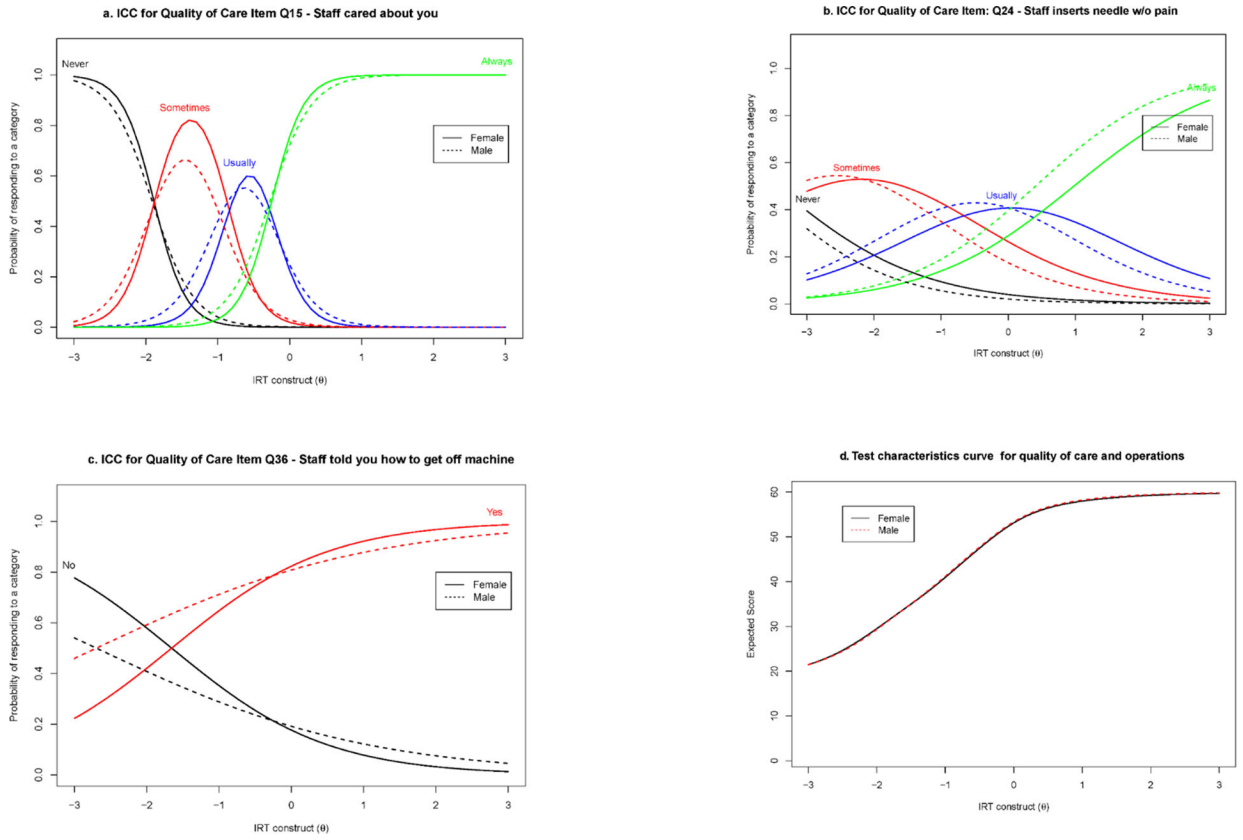 a. ICC for Quality of Care Item Q15 - Staff cared about you
Probability of responding to a category
1.0
0.8
0.6
0.4
0.2
0.0
Never
Sometimes
Usually
Always
Female
Male
−3
−2
−1
0
1
2
3
IRT construct (θ)
b. ICC for Quality of Care Item: Q24 - Staff inserts needle w/o pain
Probability of responding to a category
1.0
0.8
0.6
0.4
0.2
0.0
Never
Sometimes
Usually
Always
Female
Male
−3
−2
−1
0
1
2
3
IRT construct (θ)
c. ICC for Quality of Care Item Q36 - Staff told you how to get off machine
Probability of responding to a category
1.0
0.8
0.6
0.4
0.2
0.0
No
Yes
Female
Male
−3
−2
−1
0
1
2
3
IRT construct (θ)
d. Test characteristics curve for quality of care and operations
Expected Score
60
50
40
30
20
10
0
Female
Male
−3
−2
−1
0
1
2
3
IRT construct (θ)